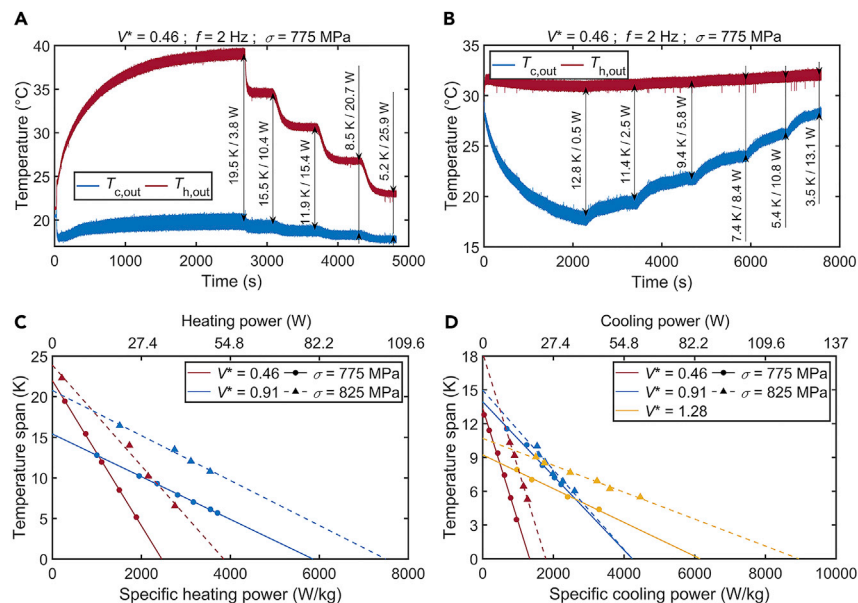 A
V* = 0.46 ; f = 2 Hz ; σ = 775 MPa
40
35
30
25
20
Temperature (°C)
19.5 K / 3.8 W
15.5 K / 10.4 W
11.9 K / 15.4 W
8.5 K / 20.7 W
5.2 K / 25.9 W
Tc,out Th,out
0 1000 2000 3000 4000 5000
Time (s)
B
V* = 0.46 ; f = 2 Hz ; σ = 775 MPa
Tc,out
Th,out
35
30
25
20
15
Temperature (°C)
12.8 K / 0.5 W
11.4 K / 2.5 W
9.4 K / 5.8 W
7.4 K / 8.4 W
5.4 K / 10.8 W
3.5 K / 13.1 W
0 2000 4000 6000 8000
Time (s)
C
Heating power (W)
0 27.4 54.8 82.2 109.6
V* = 0.46 σ = 775 MPa
V* = 0.91 σ = 825 MPa
25
20
15
10
5
0
Temperature span (K)
0 2000 4000 6000 8000
Specific heating power (W/kg)
D
Cooling power (W)
0 27.4 54.8 82.2 109.6 137
V* = 0.46 σ = 775 MPa
V* = 0.91 σ = 825 MPa
V* = 1.28
18
15
12
9
6
3
0
Temperature span (K)
0 2000 4000 6000 8000 10000
Specific cooling power (W/kg)